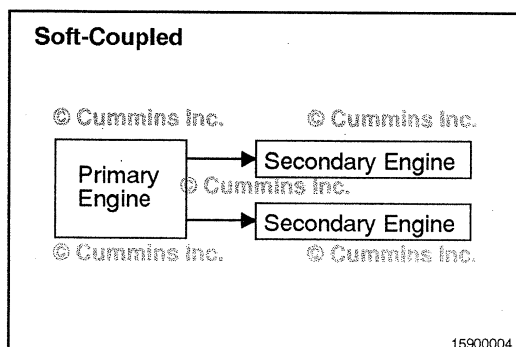 Soft-Coupled
© Cummins Inc.
© Cummins Inc.
Primary
Engine
Secondary Engine
© Cummins Inc.
Secondary Engine
© Cummins Inc.
© Cummins Inc.
15900004